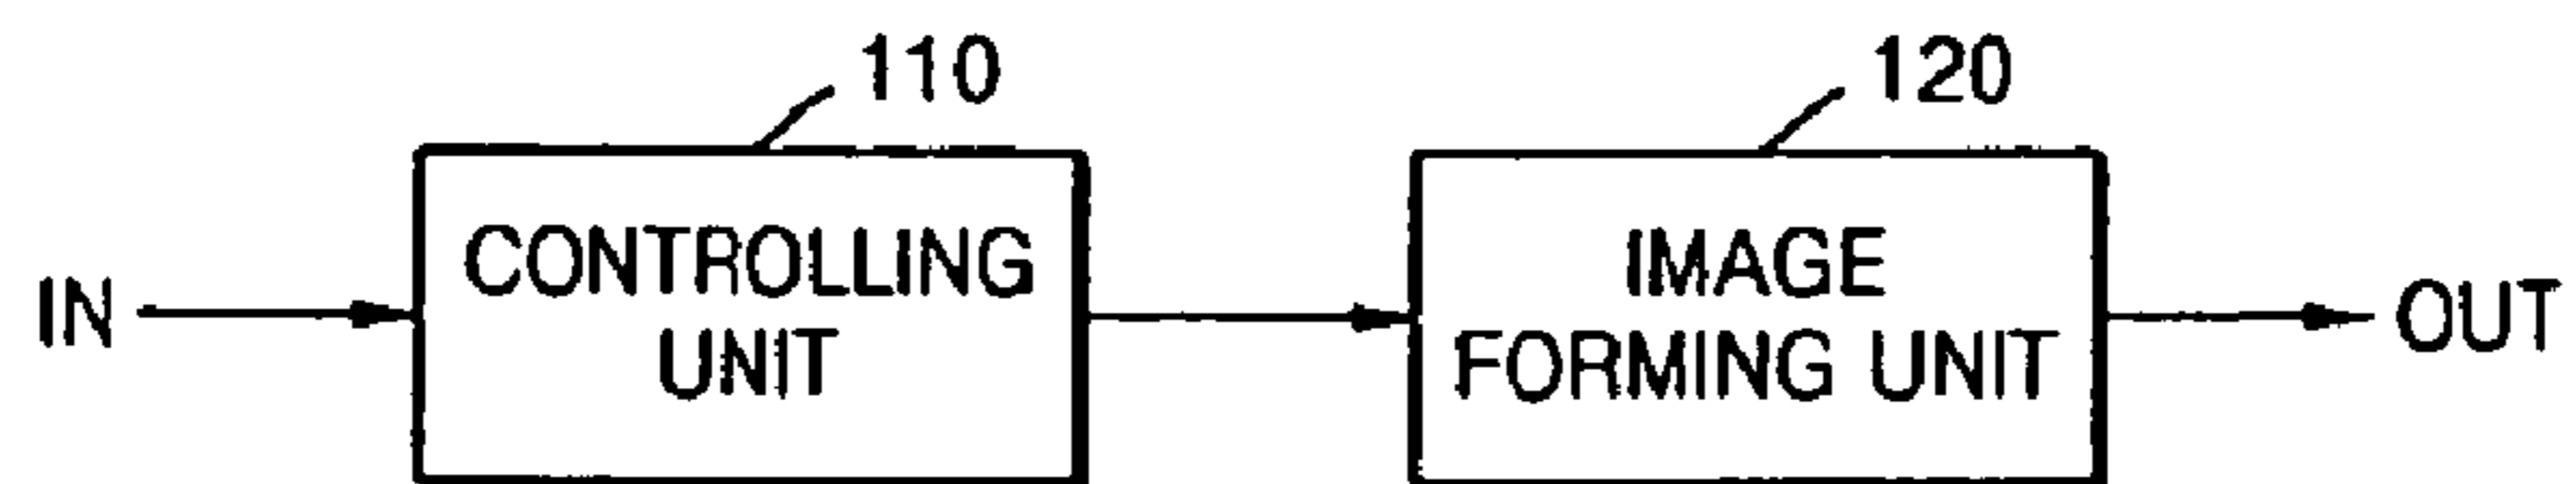 110
120
IN
CONTROLLING
UNIT
IMAGE
FORMING UNIT
OUT